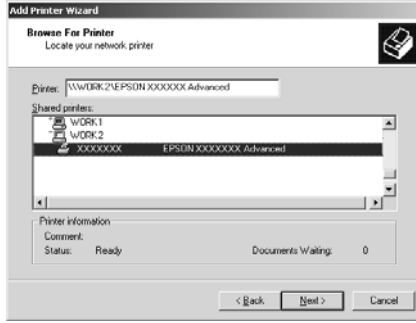 Add Printer Wizard
Browse For Printer
Locate your network printer
Printer: \\WORK2\EPSON XXXXXX Advanced
Shared printers:
WORK1
WORK2
XXXXXXX EPSON XXXXXXX Advanced
Printer information
Comment:
Status: Ready Documents Waiting: 0
< Back Next > Cancel